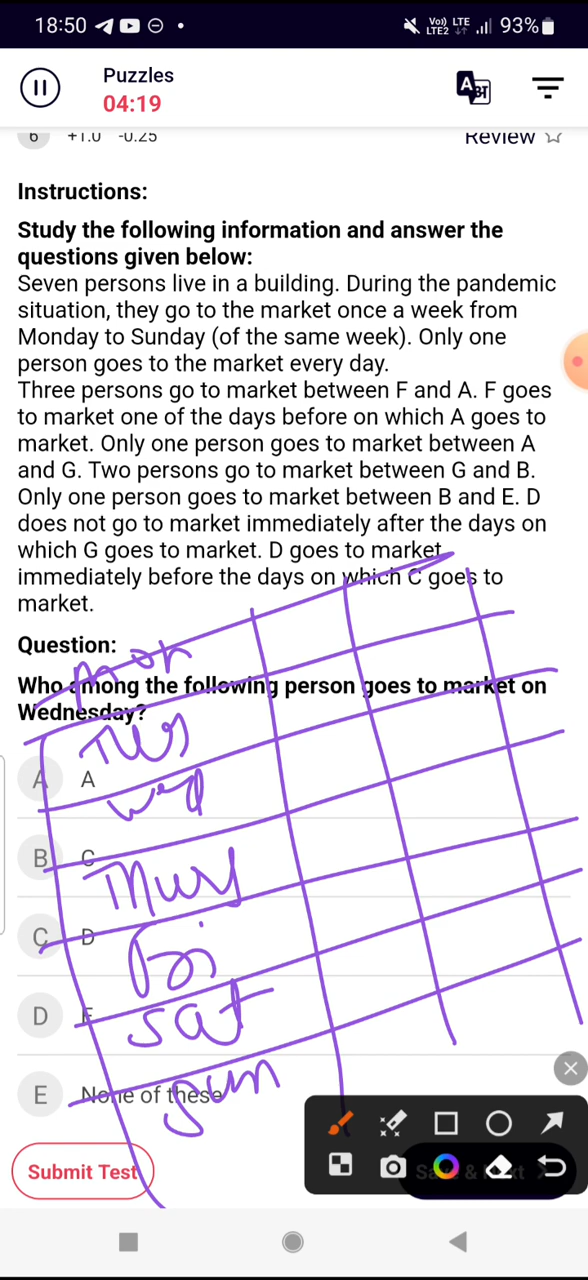 18:50
Vo)) LTE
LTE2
93%
Puzzles
04:19
6 +1.0 -0.25 Review
Instructions:
Study the following information and answer the
questions given below:
Seven persons live in a building. During the pandemic
situation, they go to the market once a week from
Monday to Sunday (of the same week). Only one
person goes to the market every day.
Three persons go to market between F and A. F goes
to market one of the days before on which A goes to
market. Only one person goes to market between A
and G. Two persons go to market between G and B.
Only one person goes to market between B and E. D
does not go to market immediately after the days on
which G goes to market. D goes to market
immediately before the days on which C goes to
market.
Question:
mon
Who among the following person goes to market on
Wednesday?
Tues
A A
wed
B C
Thurs
C D
Fri
D
sat
E None of these
sun
Submit Test